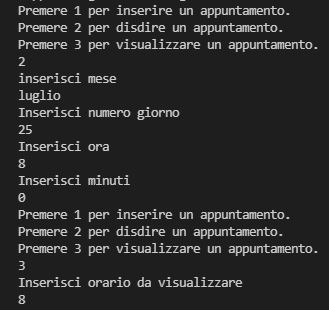 Premere 1 per inserire un appuntamento.
Premere 2 per disdire un appuntamento.
Premere 3 per visualizzare un appuntamento.
2
inserisci mese
luglio
Inserisci numero giorno
25
Inserisci ora
8
Inserisci minuti
0
Premere 1 per inserire un appuntamento.
Premere 2 per disdire un appuntamento.
Premere 3 per visualizzare un appuntamento.
3
Inserisci orario da visualizzare
8